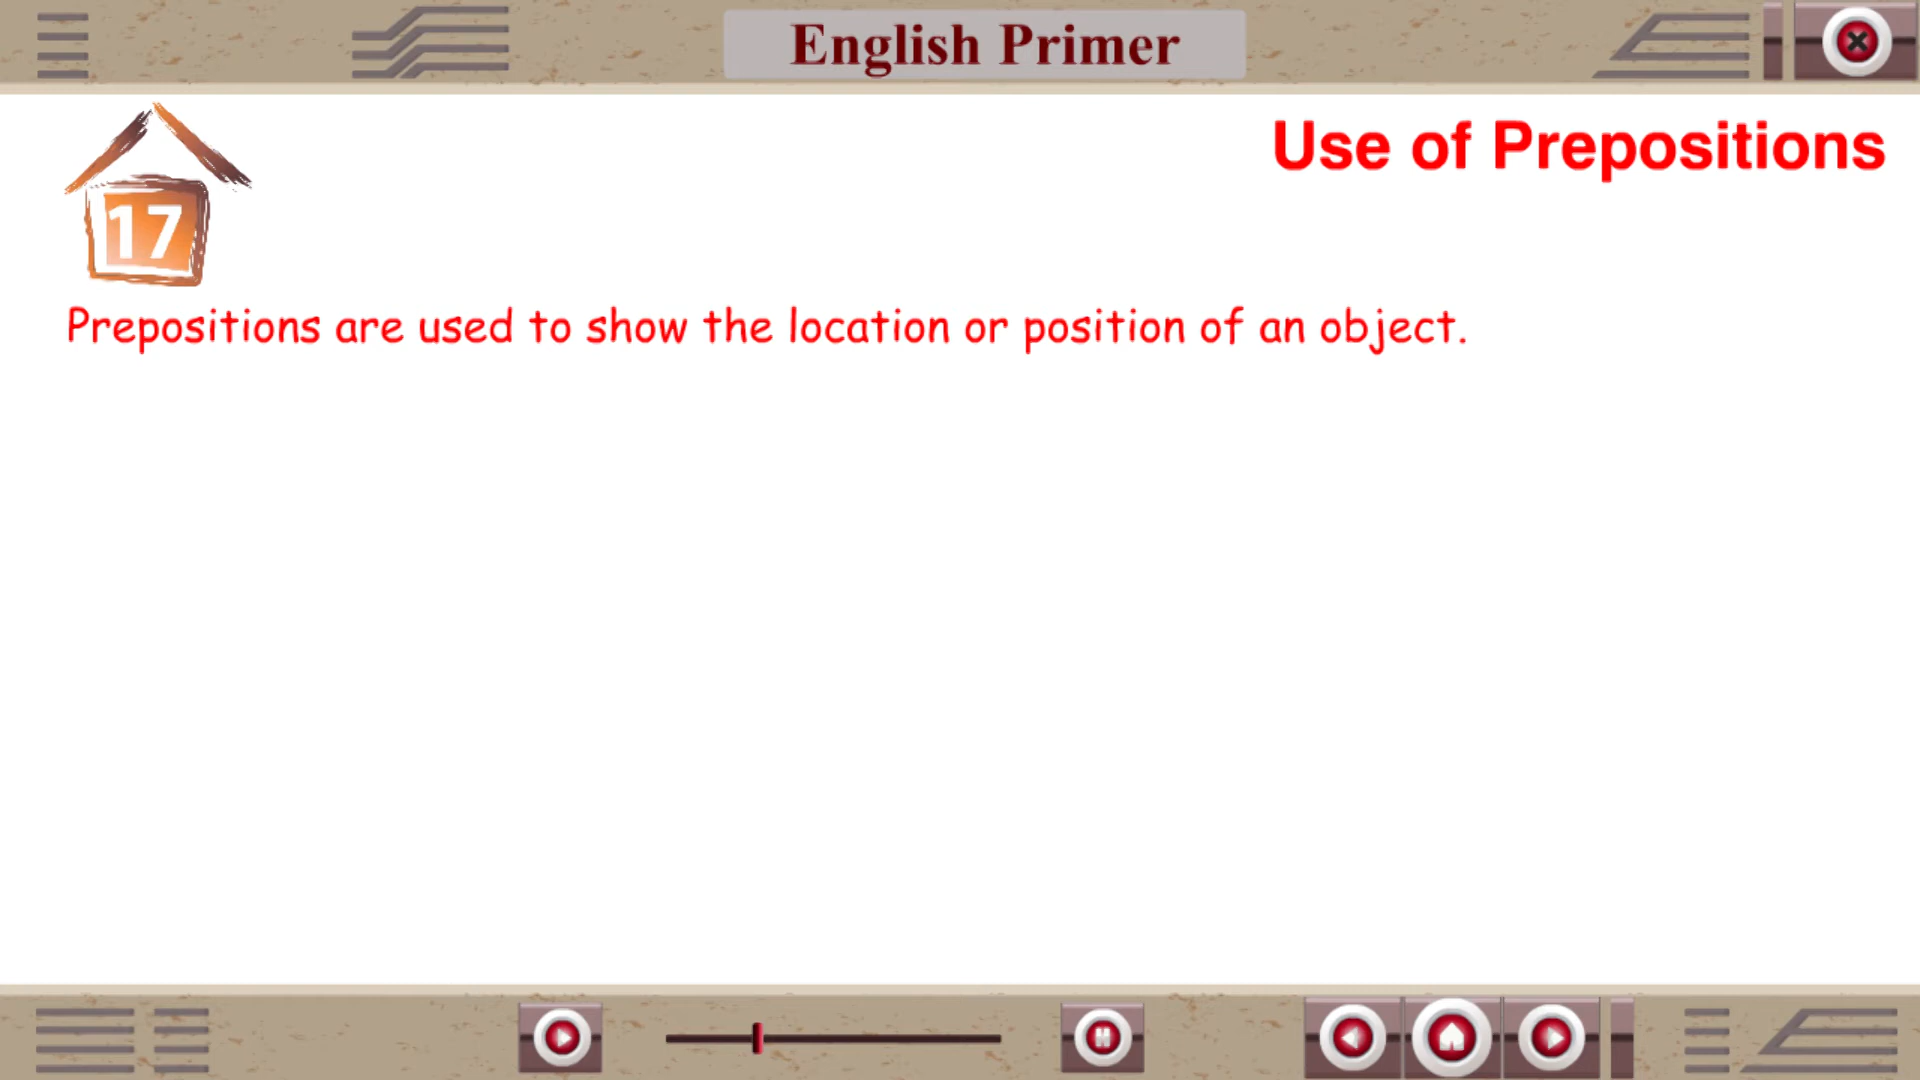 English Primer
Use of Prepositions
17
Prepositions are used to show the location or position of an object.